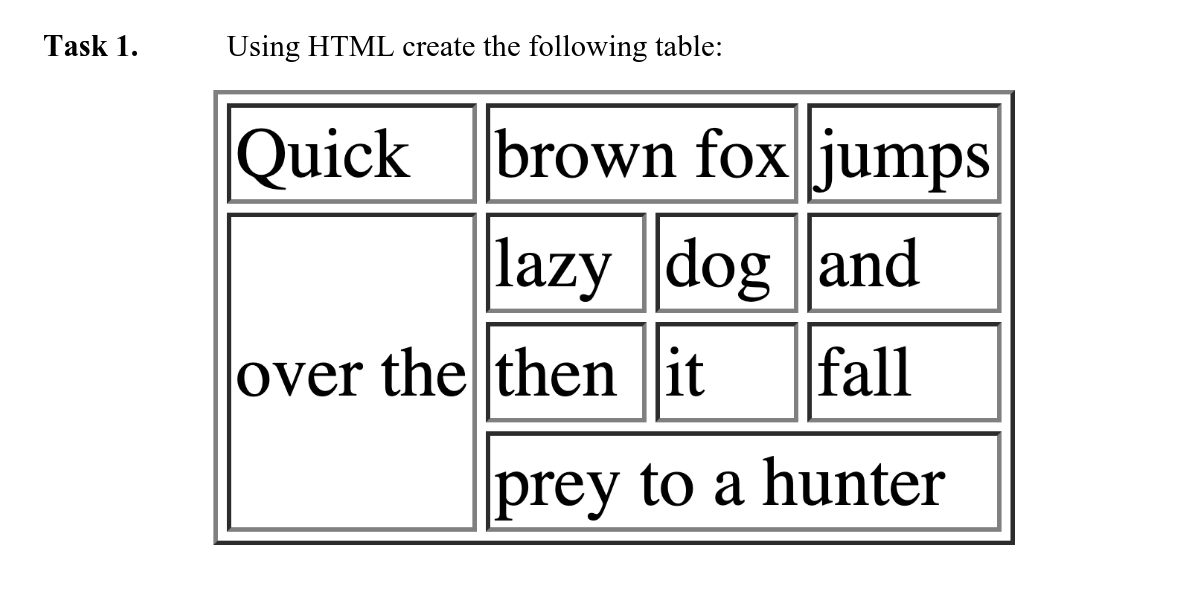 Task 1. Using HTML create the following table:
Quick brown fox jumps
lazy dog and
over the then it fall
prey to a hunter